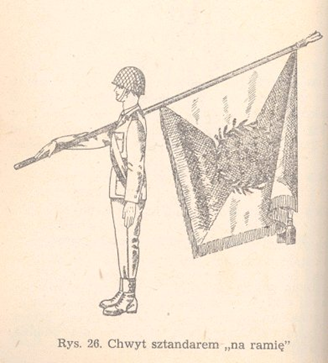 Rys. 26. Chwyt sztandarem „na ramię"